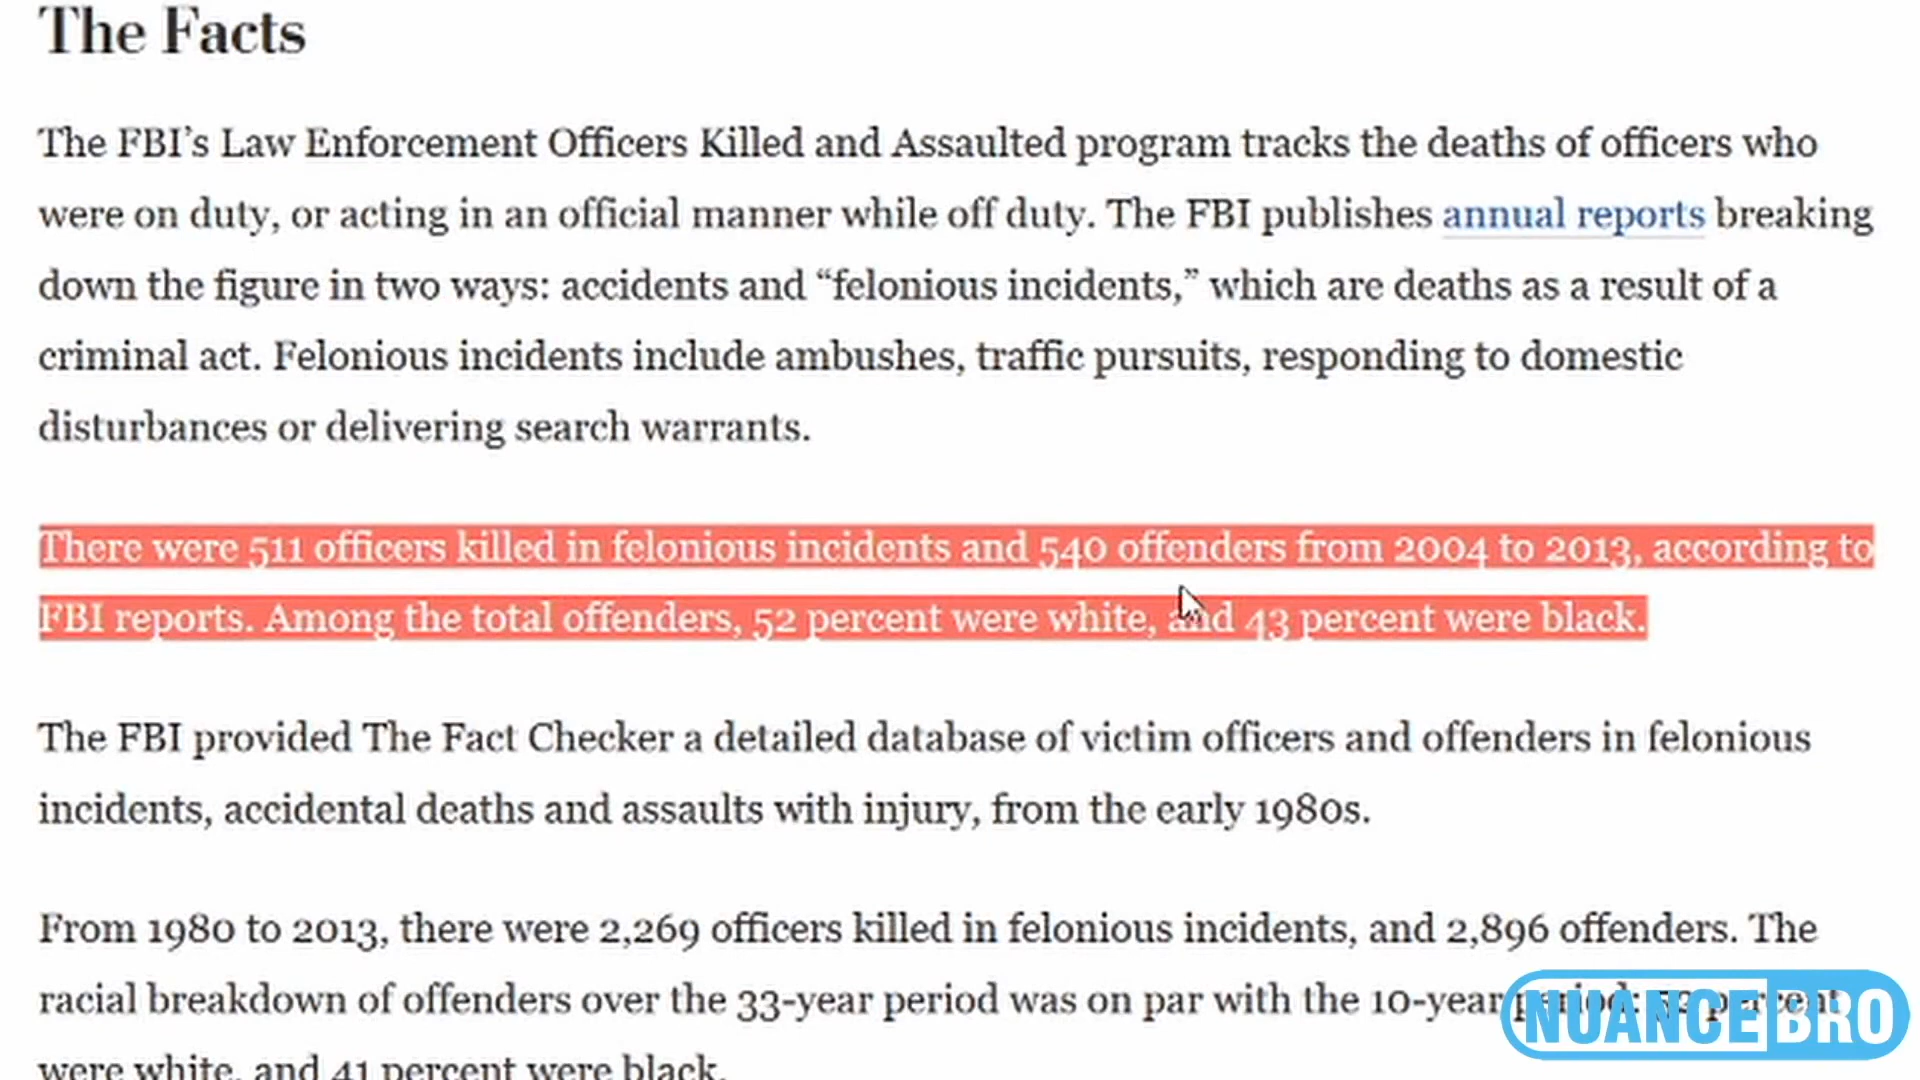 The Facts
The FBI’s Law Enforcement Officers Killed and Assaulted program tracks the deaths of officers who
were on duty, or acting in an official manner while off duty. The FBI publishes annual reports breaking
down the figure in two ways: accidents and “felonious incidents,” which are deaths as a result of a
criminal act. Felonious incidents include ambushes, traffic pursuits, responding to domestic
disturbances or delivering search warrants.
There were 511 officers killed in felonious incidents and 540 offenders from 2004 to 2013, according to
FBI reports. Among the total offenders, 52 percent were white, and 43 percent were black.
The FBI provided The Fact Checker a detailed database of victim officers and offenders in felonious
incidents, accidental deaths and assaults with injury, from the early 1980s.
From 1980 to 2013, there were 2,269 officers killed in felonious incidents, and 2,896 offenders. The
racial breakdown of offenders over the 33-year period was on par with the 10-year period: percent
were white, and 41 percent were black.
NUANCE BRO